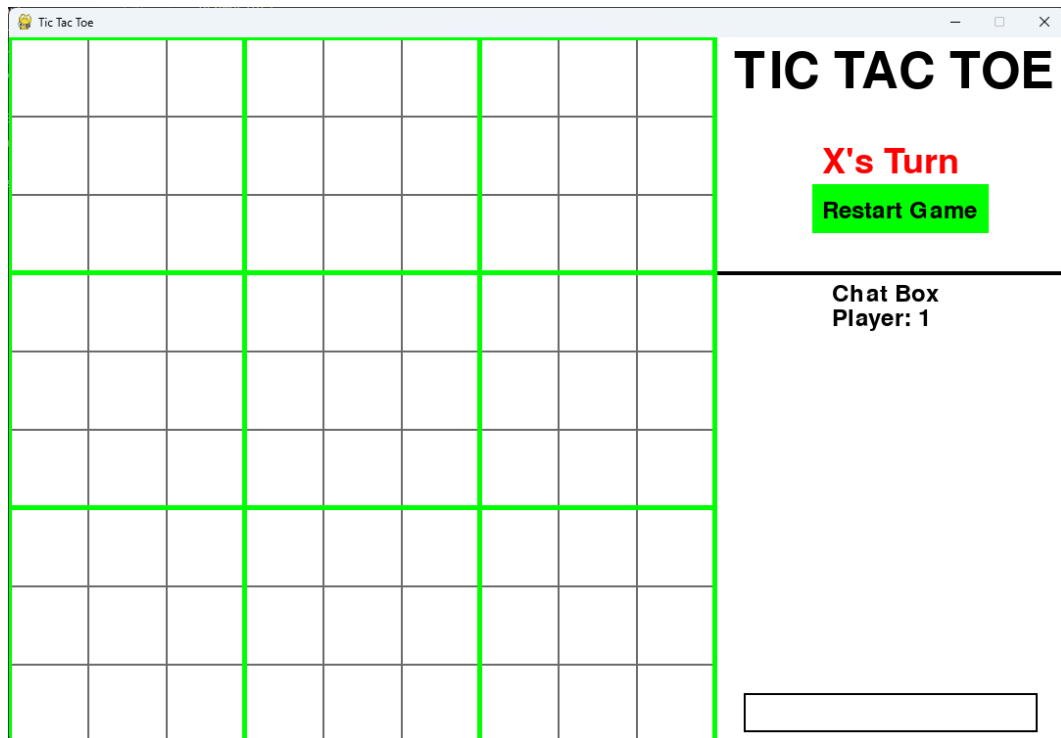 Tic Tac Toe
TIC TAC TOE
X's Turn
Restart Game
Chat Box
Player: 1